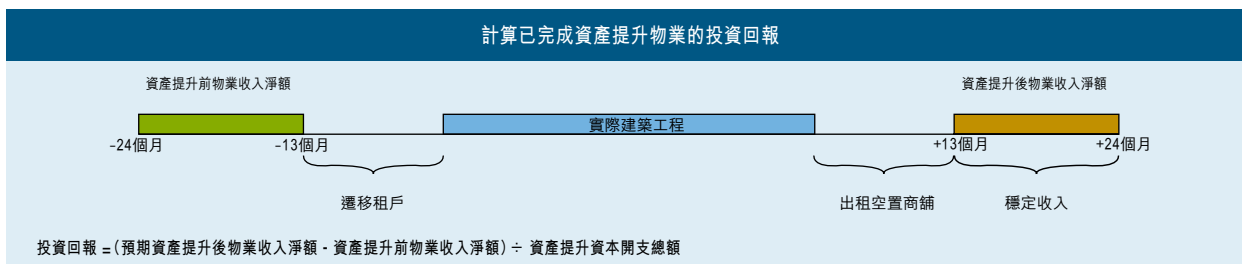 計算已完成資產提升物業的投資回報
資產提升前物業收入淨額
資產提升後物業收入淨額
實際建築工程
-24個月
-13個月
+13個月
+24個月
遷移租戶
出租空置商舖
穩定收入
投資回報 =(預期資產提升後物業收入淨額 - 資產提升前物業收入淨額) ÷ 資產提升資本開支總額